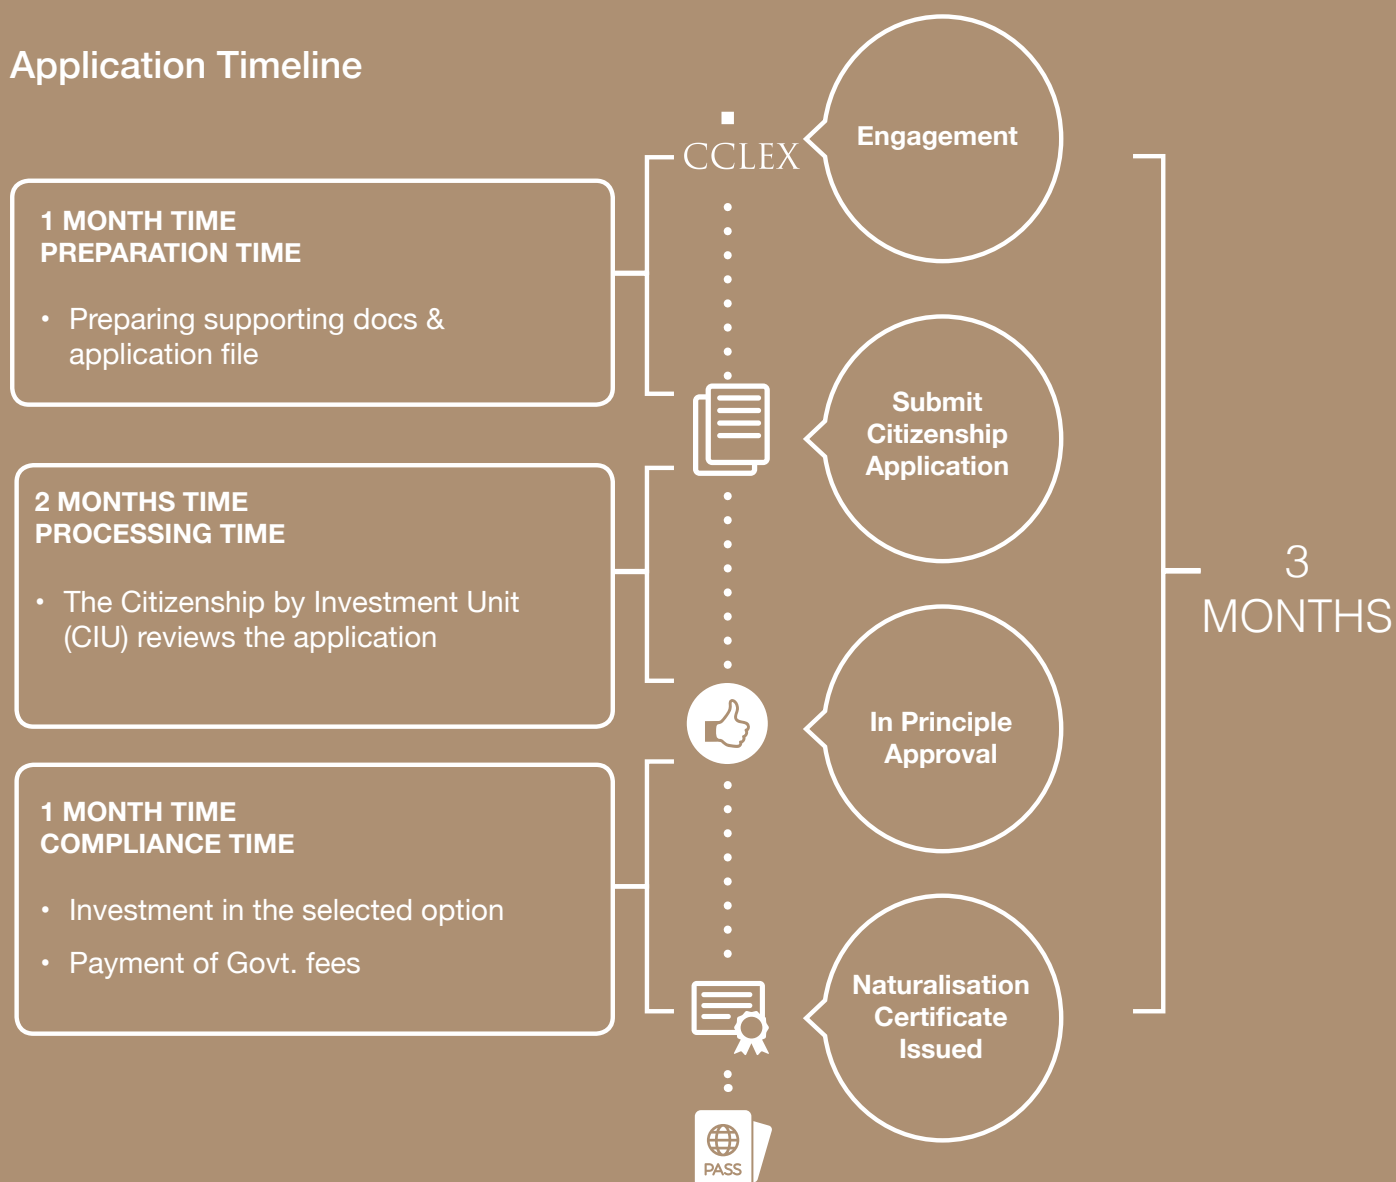 Application Timeline
CCLEX
Engagement
1 MONTH TIME
PREPARATION TIME
• Preparing supporting docs &
application file
Submit
Citizenship
Application
2 MONTHS TIME
PROCESSING TIME
• The Citizenship by Investment Unit
(CIU) reviews the application
3
MONTHS
In Principle
Approval
1 MONTH TIME
COMPLIANCE TIME
• Investment in the selected option
• Payment of Govt. fees
Naturalisation
Certificate
Issued
PASS